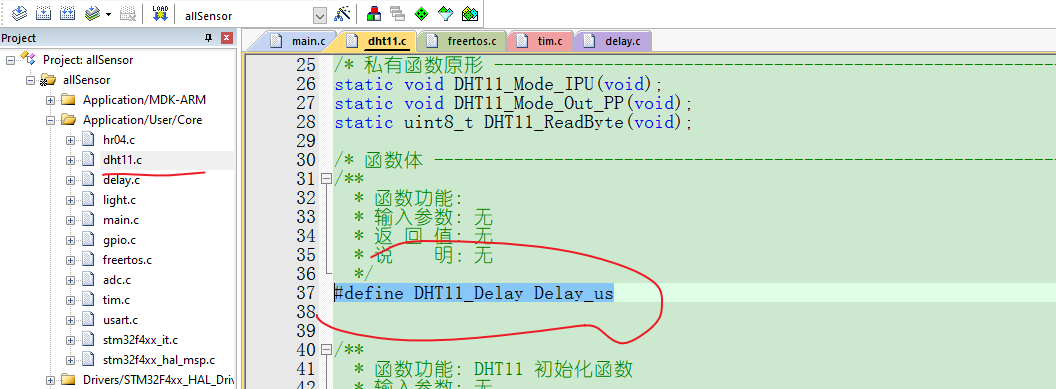 LOAD
allSensor
Project
Project: allSensor
allSensor
Application/MDK-ARM
Application/User/Core
hr04.c
dht11.c
delay.c
light.c
main.c
gpio.c
freertos.c
adc.c
tim.c
usart.c
stm32f4xx_it.c
stm32f4xx_hal_msp.c
Drivers/STM32F4xx_HAL_Driv
main.c
dht11.c
freertos.c
tim.c
delay.c
25 /* 私有函数原形 ----------------------------------------------------------------
26 static void DHT11_Mode_IPU(void);
27 static void DHT11_Mode_Out_PP(void);
28 static uint8_t DHT11_ReadByte(void);
29
30 /* 函数体 --------------------------------------------------------------------
31 /**
32 * 函数功能:
33 * 输入参数: 无
34 * 返 回 值: 无
35 * 说 明: 无
36 */
37 #define DHT11_Delay Delay_us
38
39
40 /**
41 * 函数功能: DHT11 初始化函数
42 * 输入参数: 无